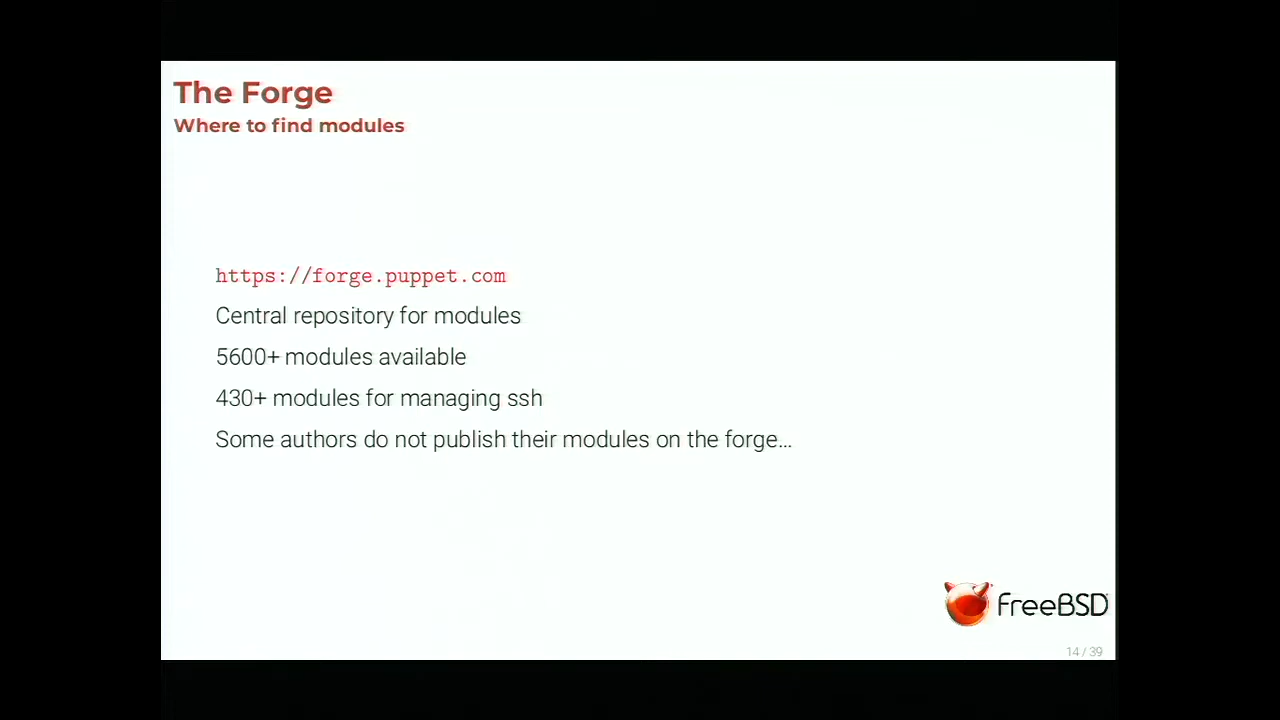 The Forge
Where to find modules
https://forge.puppet.com
Central repository for modules
5600+ modules available
430+ modules for managing ssh
Some authors do not publish their modules on the forge…
FreeBSD
14 / 39